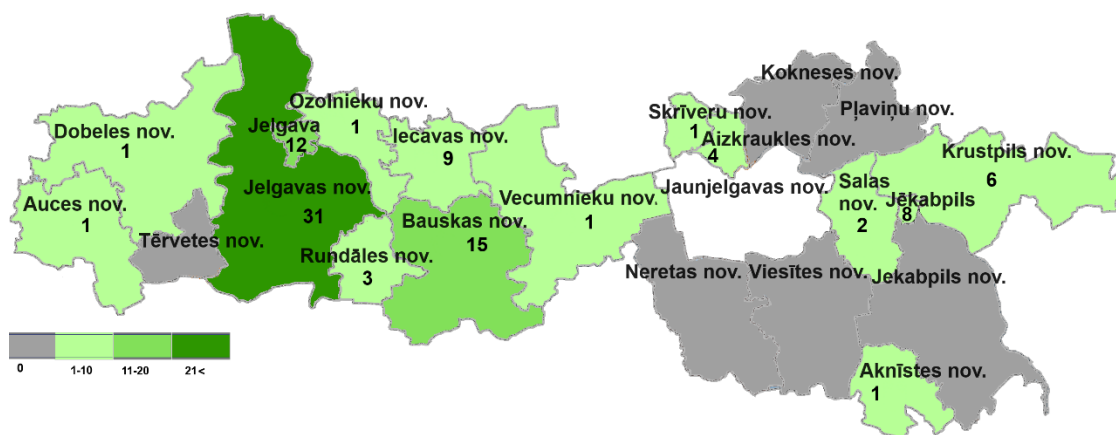 Kokneses nov.
Ozolnieku nov.
1
Skrīveru nov.
1
Pļaviņu nov.
Dobeles nov.
1
Jelgava
12
Iecavas nov.
9
Aizkraukles nov.
4
Krustpils nov.
6
Jelgavas nov.
31
Vecumnieku nov.
1
Jaunjelgavas nov.
Salas
nov.
2
Jēkabpils
8
Auces nov.
1
Bauskas nov.
15
Tērvetes nov.
Rundāles nov.
3
Neretas nov.
Viesītes nov.
Jekabpils nov.
Aknīstes nov.
1
0
1-10
11-20
21<